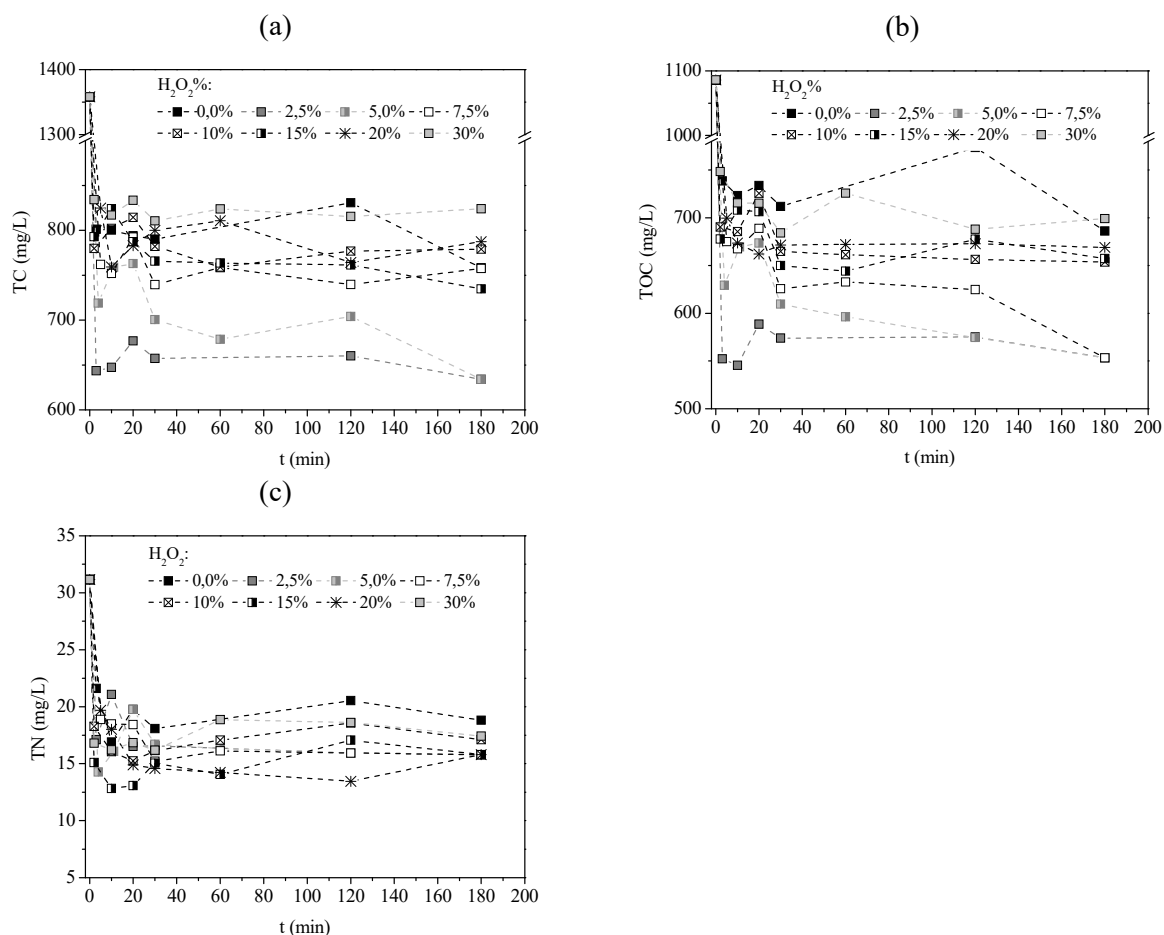 (a)
1400
1300
800
700
600
TC (mg/L)
H2O2%:
0,0% 2,5% 5,0% 7,5%
10% 15% 20% 30%
0 20 40 60 80 100 120 140 160 180 200
t (min)
(b)
1100
1000
700
600
500
TOC (mg/L)
H2O2%
0,0% 2,5% 5,0% 7,5%
10% 15% 20% 30%
0 20 40 60 80 100 120 140 160 180 200
t (min)
(c)
35
30
25
20
15
10
5
TN (mg/L)
H2O2:
0,0% 2,5% 5,0% 7,5%
10% 15% 20% 30%
0 20 40 60 80 100 120 140 160 180 200
t (min)